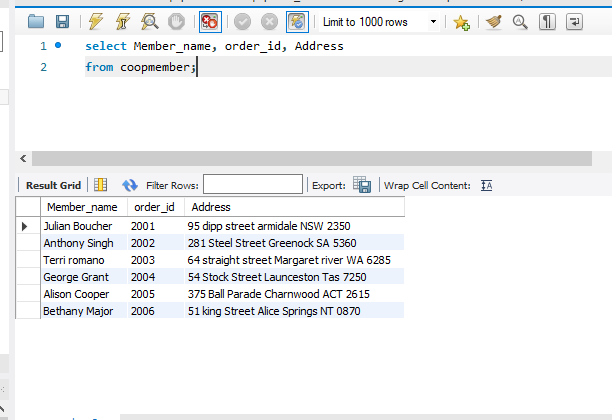 Limit to 1000 rows
1 select Member_name, order_id, Address
2 from coopmember;
Result Grid Filter Rows: Export: Wrap Cell Content:
Member_name order_id Address
Julian Boucher 2001 95 dipp street armidale NSW 2350
Anthony Singh 2002 281 Steel Street Greenock SA 5360
Terri romano 2003 64 straight street Margaret river WA 6285
George Grant 2004 54 Stock Street Launceston Tas 7250
Alison Cooper 2005 375 Ball Parade Charnwood ACT 2615
Bethany Major 2006 51 king Street Alice Springs NT 0870